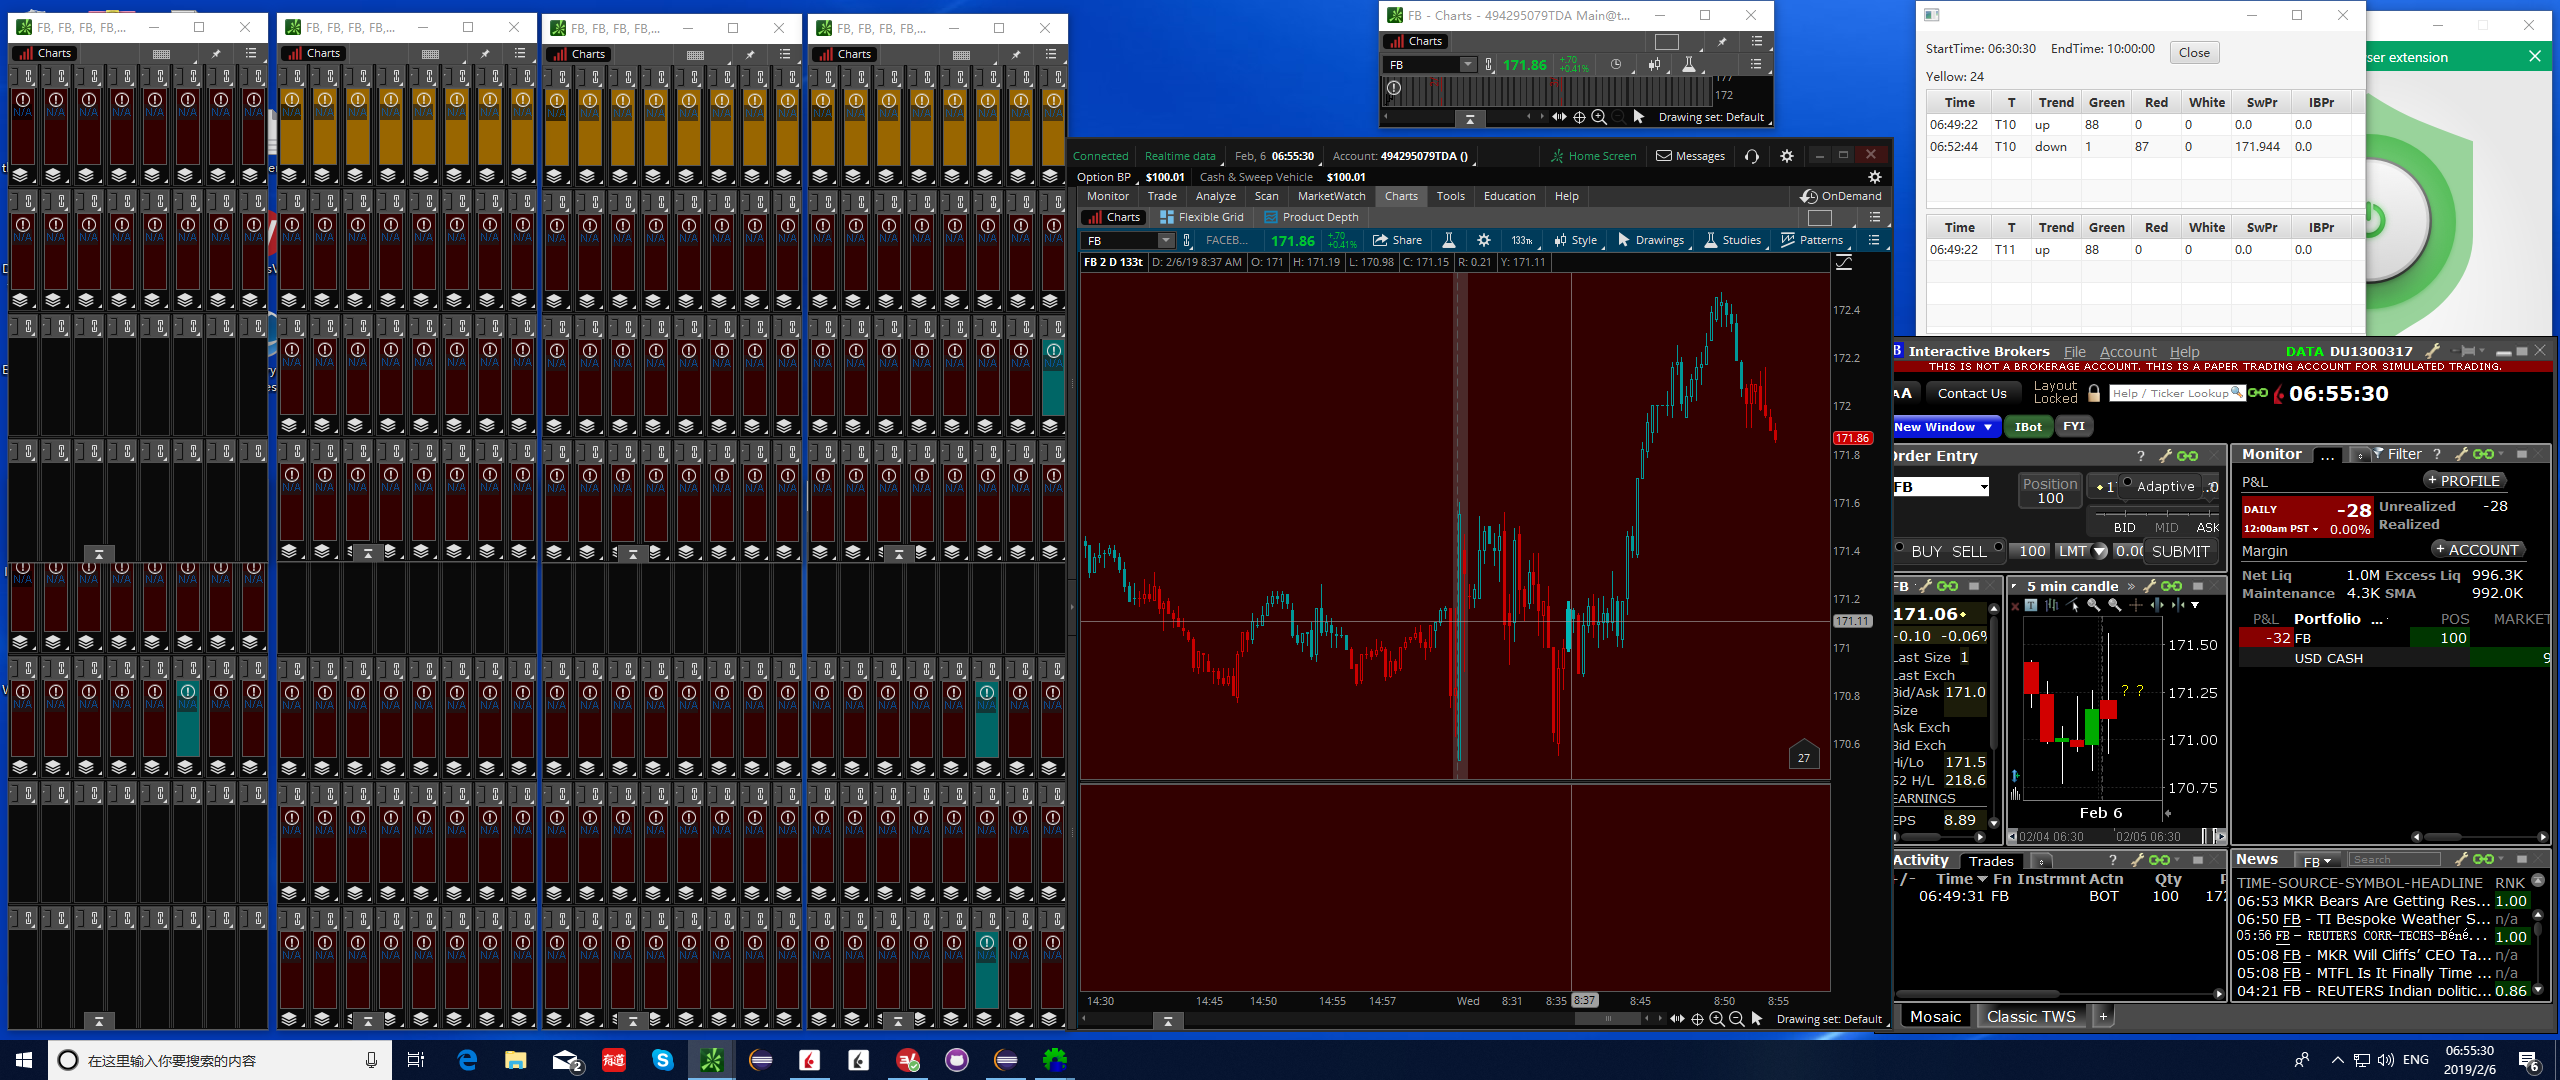 FB, FB, FB, FB,...
Charts
FB, FB, FB, FB,...
Charts
FB, FB, FB, FB,...
Charts
FB, FB, FB, FB,...
Charts
N/A
FB - Charts - 494295079TDA Main@t...
Charts
FB 171.86 +.70 +0.41%
177
172
Drawing set: Default
StartTime: 06:30:30 EndTime: 10:00:00 Close
Yellow: 24
Time T Trend Green Red White SwPr IBPr
06:49:22 T10 up 88 0 0 0.0 0.0
06:52:44 T10 down 1 87 0 171.944 0.0
Time T Trend Green Red White SwPr IBPr
06:49:22 T11 up 88 0 0 0.0 0.0
ser extension
Connected Realtime data Feb, 6 06:55:30 Account: 494295079TDA () Home Screen Messages
Option BP $100.01 Cash & Sweep Vehicle $100.01
Monitor Trade Analyze Scan MarketWatch Charts Tools Education Help OnDemand
Charts Flexible Grid Product Depth
FB FACEB... 171.86 +.70 +0.41% Share 133tk Style Drawings Studies Patterns
FB 2 D 133t D: 2/6/19 8:37 AM O: 171 H: 171.19 L: 170.98 C: 171.15 R: 0.21 Y: 171.11
172.4
172.2
172
171.86
171.8
171.6
171.4
171.2
171.11
171
170.8
170.6
27
14:30 14:45 14:50 14:55 14:57 Wed 8:31 8:35 8:37 8:45 8:50 8:55
Drawing set: Default
Interactive Brokers File Account Help DATA DU1300317
THIS IS NOT A BROKERAGE ACCOUNT. THIS IS A PAPER TRADING ACCOUNT FOR SIMULATED TRADING.
Contact Us Layout Locked Help / Ticker Lookup 06:55:30
New Window IBot FYI
Order Entry ?
FB Position 100 Adaptive
BID MID ASK
BUY SELL 100 LMT 0.00 SUBMIT
Monitor ... Filter ?
P&L + PROFILE
DAILY -28 Unrealized -28
12:00am PST 0.00% Realized
Margin + ACCOUNT
Net Liq 1.0M Excess Liq 996.3K
Maintenance 4.3K SMA 992.0K
P&L Portfolio ... POS MARKET
-32 FB 100
USD CASH 9
FB
171.06
-0.10 -0.06%
Last Size 1
Last Exch
Bid/Ask 171.0
Size
Ask Exch
Bid Exch
Hi/Lo 171.5
52 H/L 218.6
EARNINGS
EPS 8.89
5 min candle »
171.50
? ? 171.25
171.00
170.75
Feb 6
02/04 06:30 02/05 06:30
Activity Trades ?
-/- Time Fn Instrmnt Actn Qty
06:49:31 FB BOT 100 172
News FB Search
TIME-SOURCE-SYMBOL-HEADLINE RNK
06:53 MKR Bears Are Getting Res... 1.00
06:50 FB - TI Bespoke Weather S... n/a
05:56 FB - REUTERS CORR-TECHS-Béné... 1.00
05:08 FB - MKR Will Cliffs' CEO Ta... n/a
05:08 FB - MTFL Is It Finally Time ... n/a
04:21 FB - REUTERS Indian politic... 0.86
Mosaic Classic TWS +
在这里输入你要搜索的内容
2
有道
ENG
06:55:30
2019/2/6
6